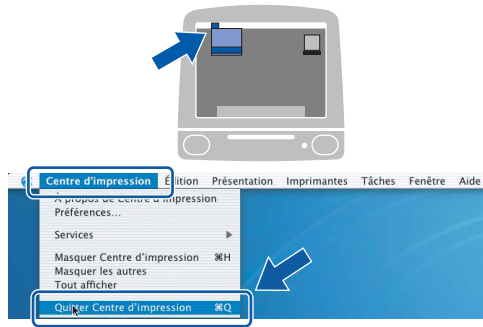 Centre d'impression Édition Présentation Imprimantes Tâches Fenêtre Aide
À propos de Centre d'impression
Préférences...
Services
Masquer Centre d'impression ⌘H
Masquer les autres
Tout afficher
Quitter Centre d'impression ⌘Q